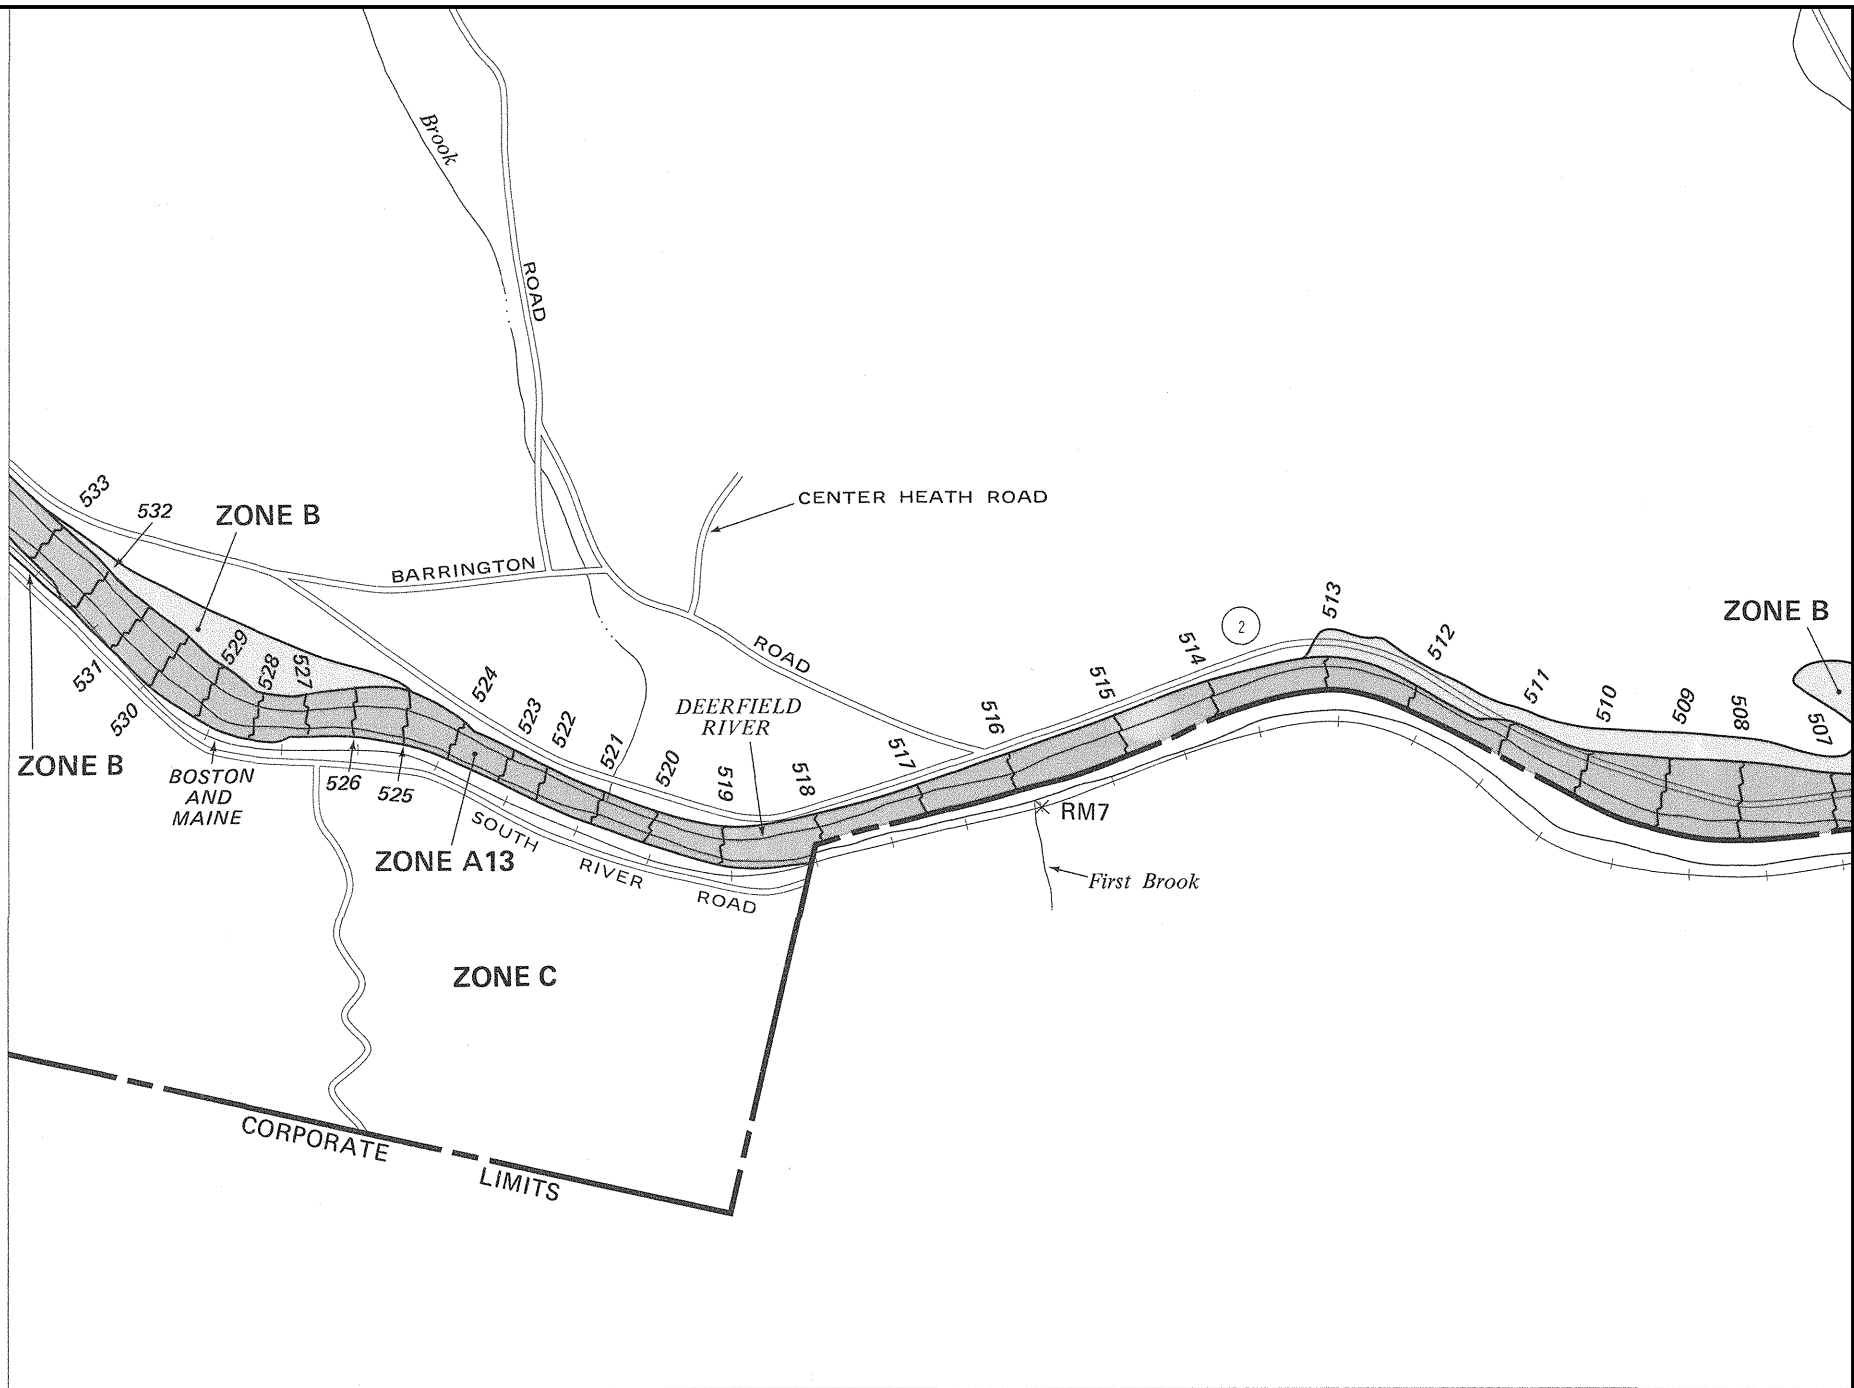 Brook
ROAD
533
532
ZONE B
CENTER HEATH ROAD
BARRINGTON
ROAD
529
528
527
524
523
522
521
520
519
518
517
516
515
514
2
513
512
511
510
509
508
507
ZONE B
DEERFIELD
RIVER
531
530
ZONE B
BOSTON
AND
MAINE
526
525
ZONE A13
SOUTH
RIVER
ROAD
RM7
First Brook
ZONE C
CORPORATE
LIMITS